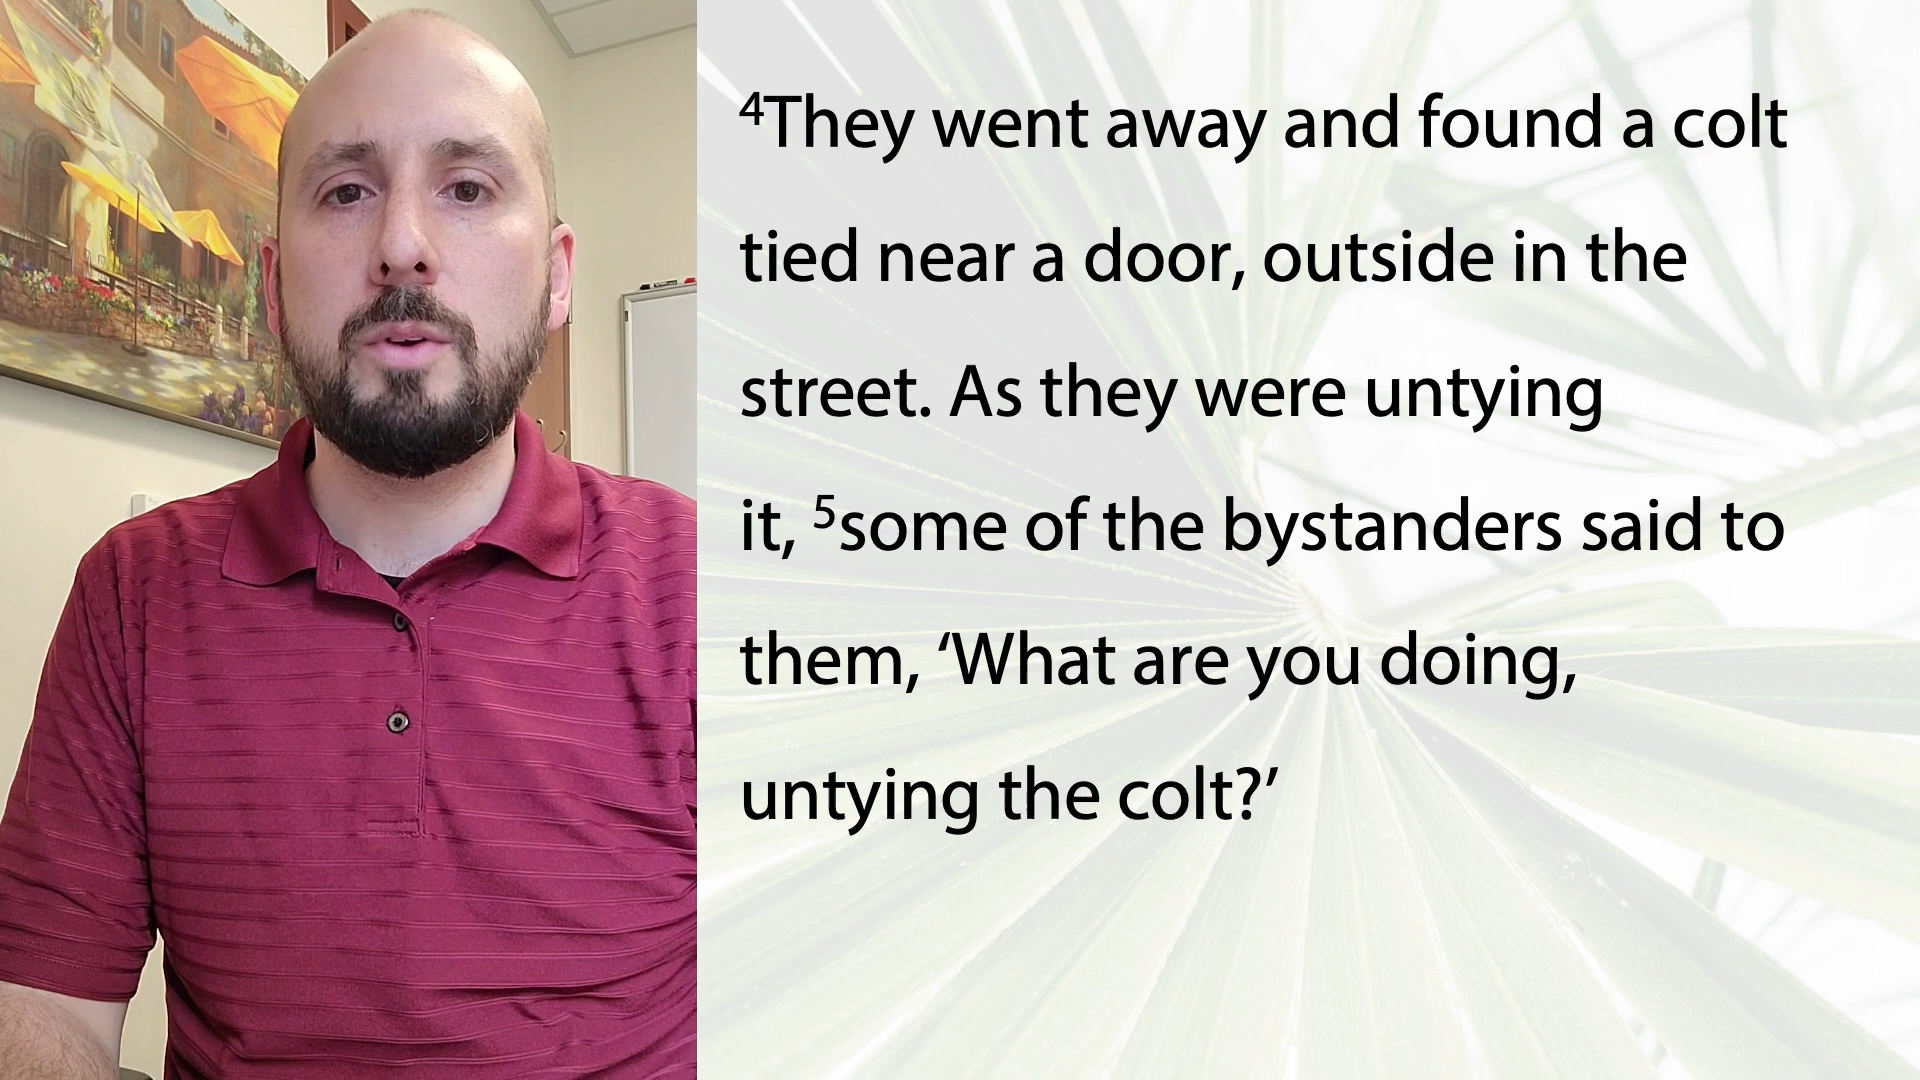 ⁴They went away and found a colt
tied near a door, outside in the
street. As they were untying
it, ⁵some of the bystanders said to
them, ‘What are you doing,
untying the colt?’